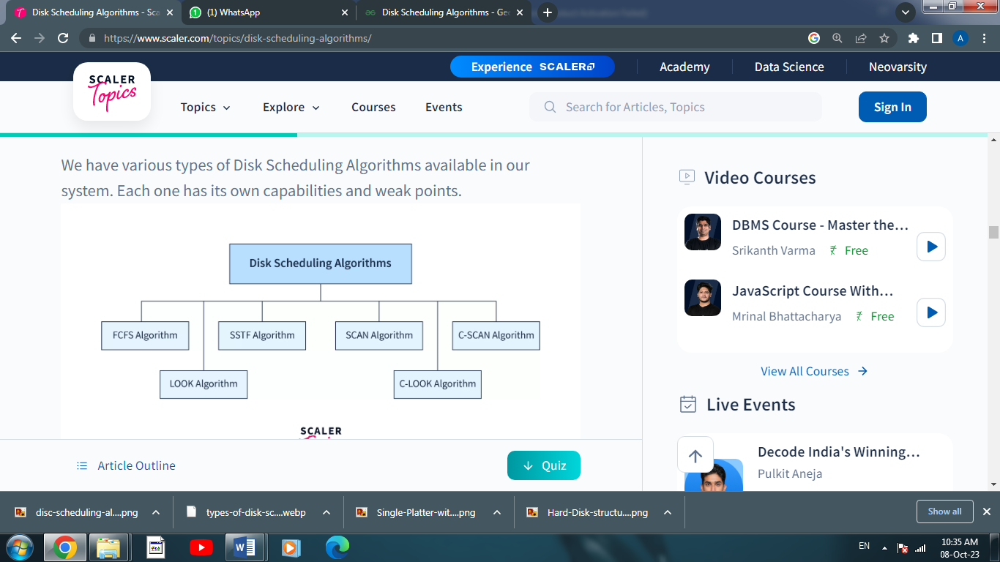 Disk Scheduling Algorithms - Sca
(1) WhatsApp
Disk Scheduling Algorithms - Gee
https://www.scaler.com/topics/disk-scheduling-algorithms/
A
Experience SCALER
Academy
Data Science
Neovarsity
SCALER
Topics
Topics
Explore
Courses
Events
Search for Articles, Topics
Sign In
We have various types of Disk Scheduling Algorithms available in our
system. Each one has its own capabilities and weak points.
Disk Scheduling Algorithms
FCFS Algorithm
SSTF Algorithm
SCAN Algorithm
C-SCAN Algorithm
LOOK Algorithm
C-LOOK Algorithm
SCALER
Article Outline
Quiz
Video Courses
DBMS Course - Master the...
Srikanth Varma
Free
JavaScript Course With...
Mrinal Bhattacharya
Free
View All Courses
Live Events
Decode India's Winning...
Pulkit Aneja
disc-scheduling-al....png
types-of-disk-sc....webp
Single-Platter-wit....png
Hard-Disk-structu....png
Show all
EN
10:35 AM
08-Oct-23